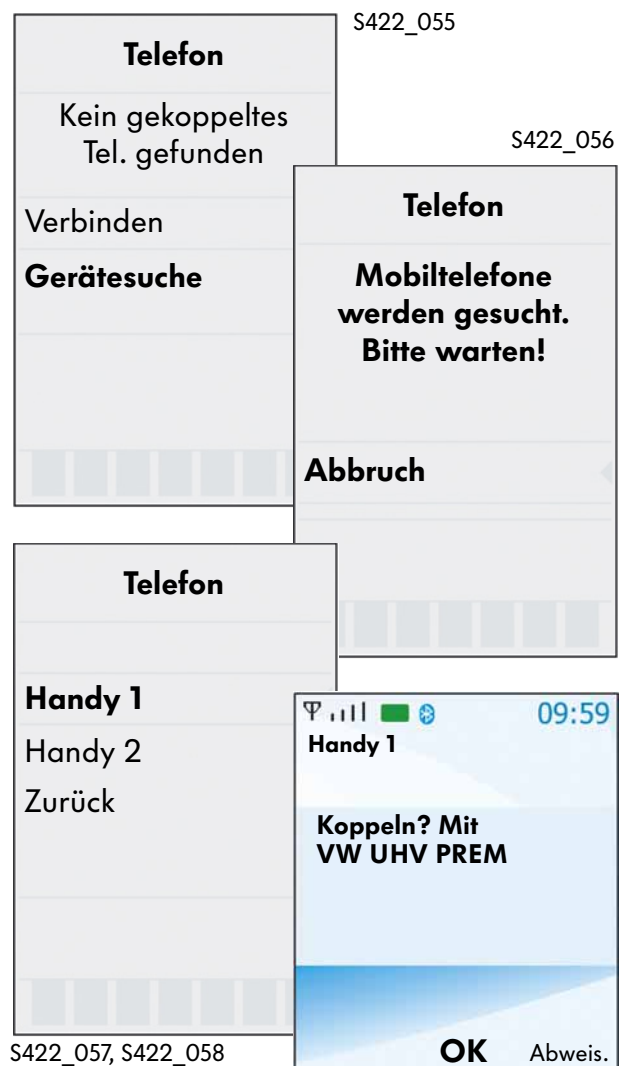 S422_055
Telefon
Kein gekoppeltes
Tel. gefunden
Verbinden
Gerätesuche
S422_056
Telefon
Mobiltelefone
werden gesucht.
Bitte warten!
Abbruch
Telefon
Handy 1
Handy 2
Zurück
S422_057, S422_058
09:59
Handy 1
Koppeln? Mit
VW UHV PREM
OK Abweis.